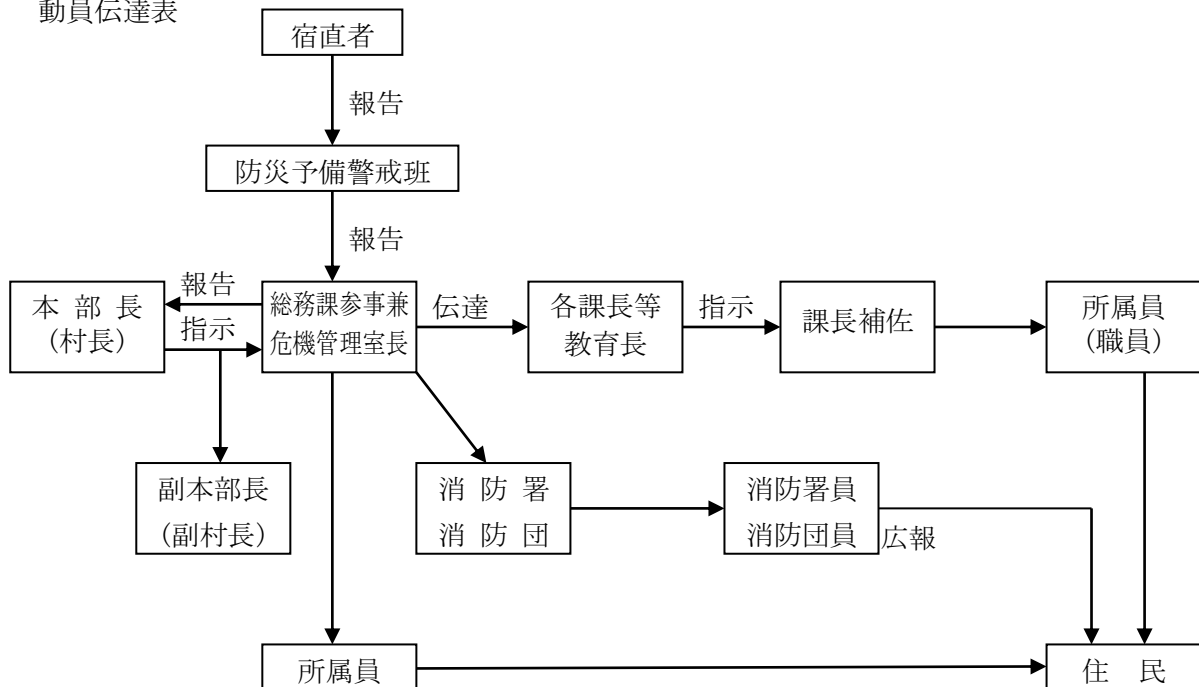 動員伝達表
宿直者
報告
防災予備警戒班
報告
本 部 長
(村長)
報告
指示
総務課参事兼
危機管理室長
伝達
各課長等
教育長
指示
課長補佐
所属員
(職員)
副本部長
(副村長)
消 防 署
消 防 団
消防署員
消防団員
広報
所属員
住 民